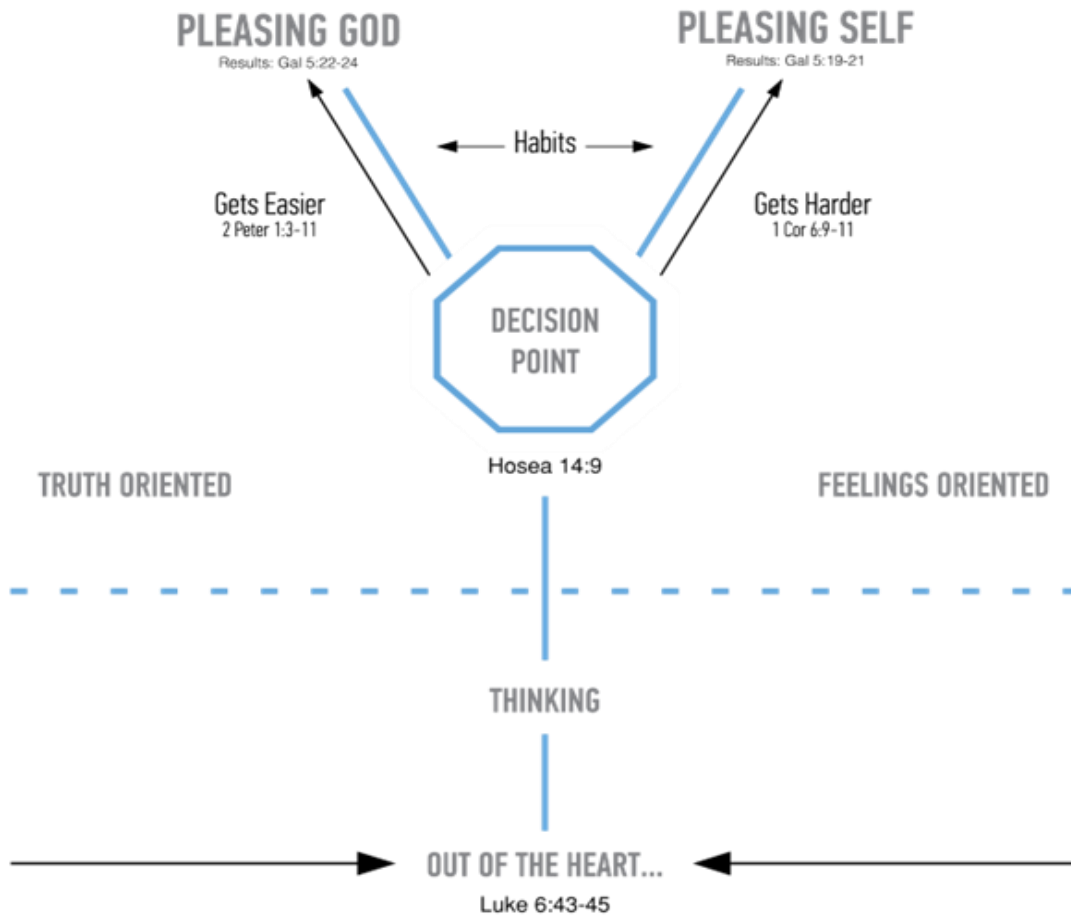 PLEASING GOD
Results: Gal 5:22-24
PLEASING SELF
Results: Gal 5:19-21
Habits
Gets Easier
2 Peter 1:3-11
Gets Harder
1 Cor 6:9-11
DECISION
POINT
Hosea 14:9
TRUTH ORIENTED
FEELINGS ORIENTED
THINKING
OUT OF THE HEART...
Luke 6:43-45